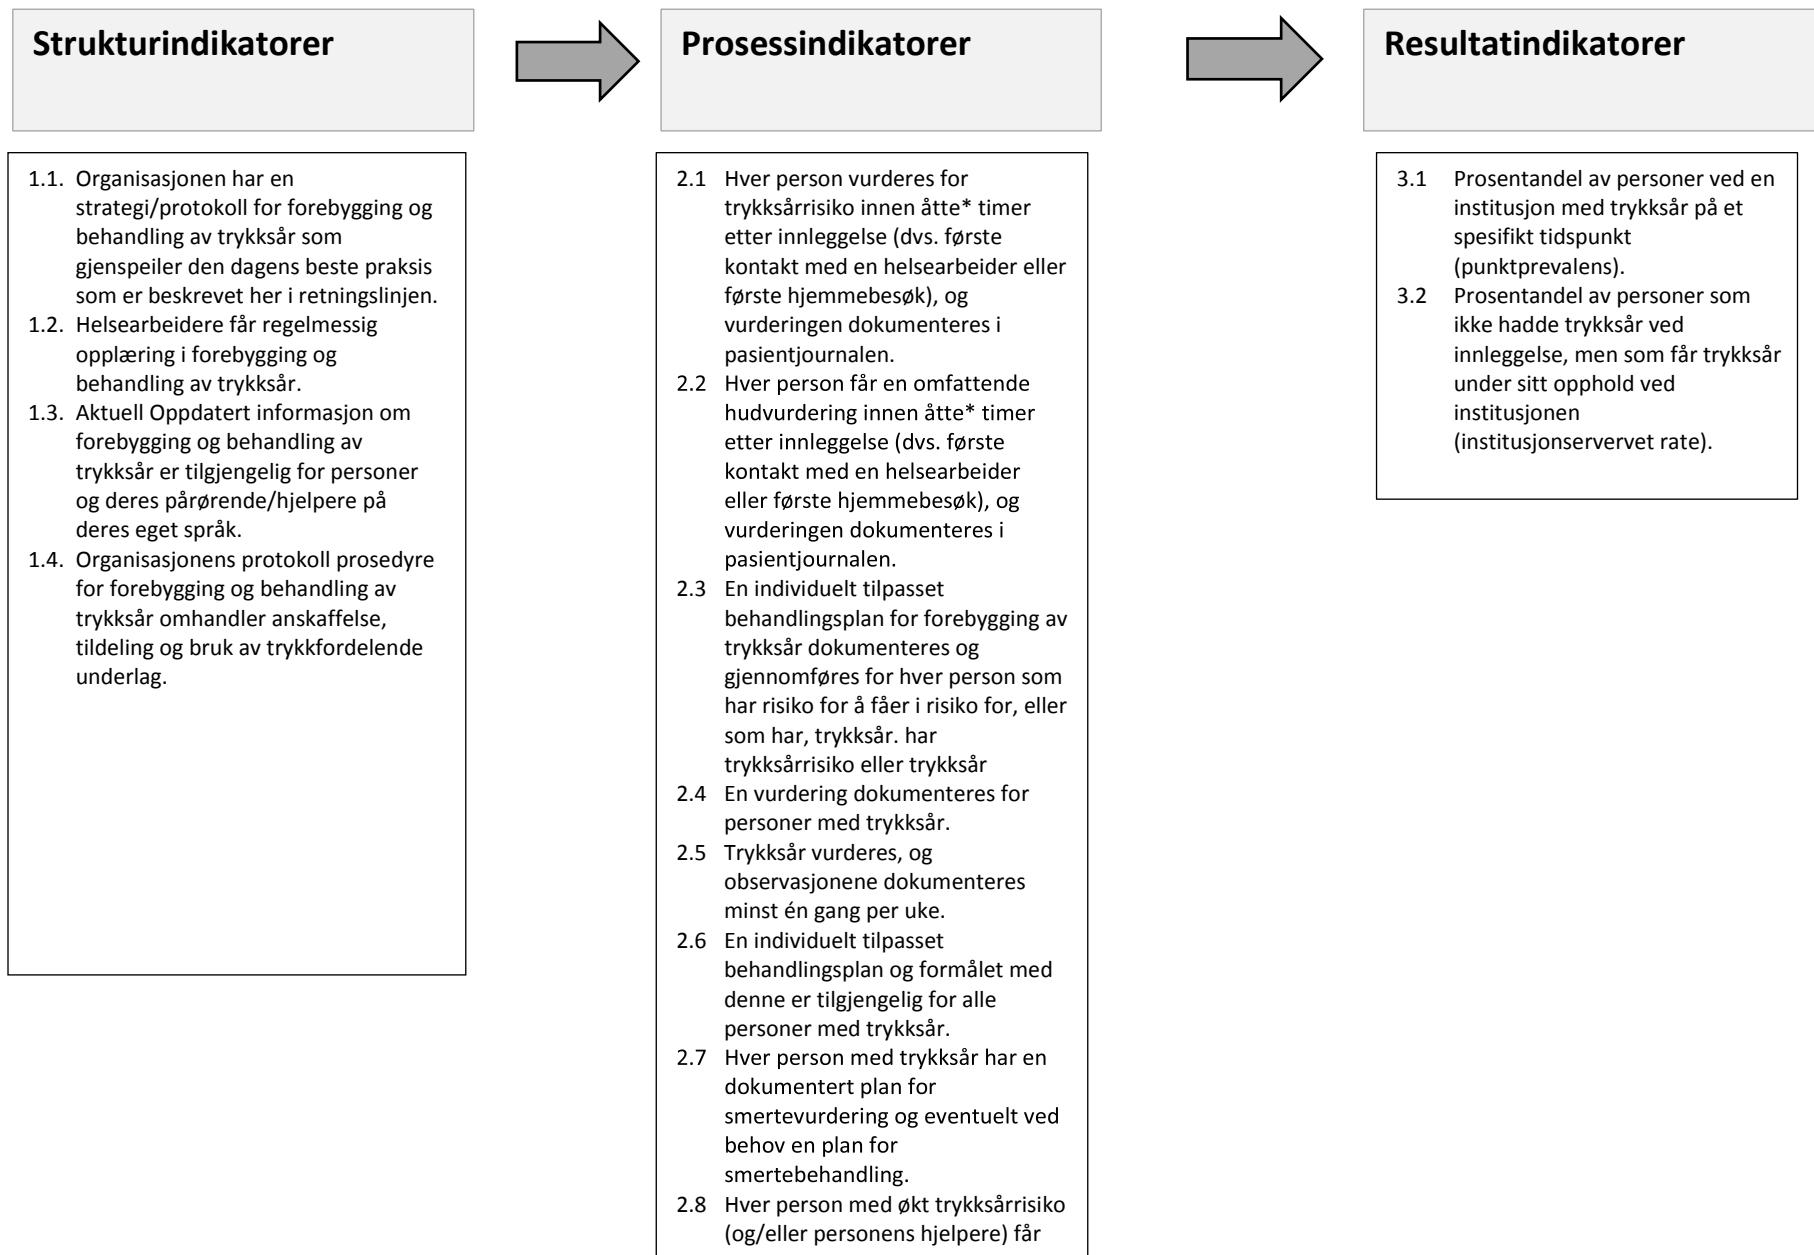 Strukturindikatorer
1.1. Organisasjonen har en
strategi/protokoll for forebygging og
behandling av trykksår som
gjenspeiler den dagens beste praksis
som er beskrevet her i retningslinjen.
1.2. Helsearbeidere får regelmessig
opplæring i forebygging og
behandling av trykksår.
1.3. Aktuell Oppdatert informasjon om
forebygging og behandling av
trykksår er tilgjengelig for personer
og deres pårørende/hjelpere på
deres eget språk.
1.4. Organisasjonens protokoll prosedyre
for forebygging og behandling av
trykksår omhandler anskaffelse,
tildeling og bruk av trykkfordelende
underlag.
Prosessindikatorer
2.1 Hver person vurderes for
trykksårrisiko innen åtte* timer
etter innleggelse (dvs. første
kontakt med en helsearbeider eller
første hjemmebesøk), og
vurderingen dokumenteres i
pasientjournalen.
2.2 Hver person får en omfattende
hudvurdering innen åtte* timer
etter innleggelse (dvs. første
kontakt med en helsearbeider
eller første hjemmebesøk), og
vurderingen dokumenteres i
pasientjournalen.
2.3 En individuelt tilpasset
behandlingsplan for forebygging av
trykksår dokumenteres og
gjennomføres for hver person som
har risiko for å fåer i risiko for, eller
som har, trykksår. har
trykksårrisiko eller trykksår
2.4 En vurdering dokumenteres for
personer med trykksår.
2.5 Trykksår vurderes, og
observasjonene dokumenteres
minst én gang per uke.
2.6 En individuelt tilpasset
behandlingsplan og formålet med
denne er tilgjengelig for alle
personer med trykksår.
2.7 Hver person med trykksår har en
dokumentert plan for
smertevurdering og eventuelt ved
behov en plan for
smertebehandling.
2.8 Hver person med økt trykksårrisiko
(og/eller personens hjelpere) får
Resultatindikatorer
3.1 Prosentandel av personer ved en
institusjon med trykksår på et
spesifikt tidspunkt
(punktprevalens).
3.2 Prosentandel av personer som
ikke hadde trykksår ved
innleggelse, men som får trykksår
under sitt opphold ved
institusjonen
(institusjonservervet rate).